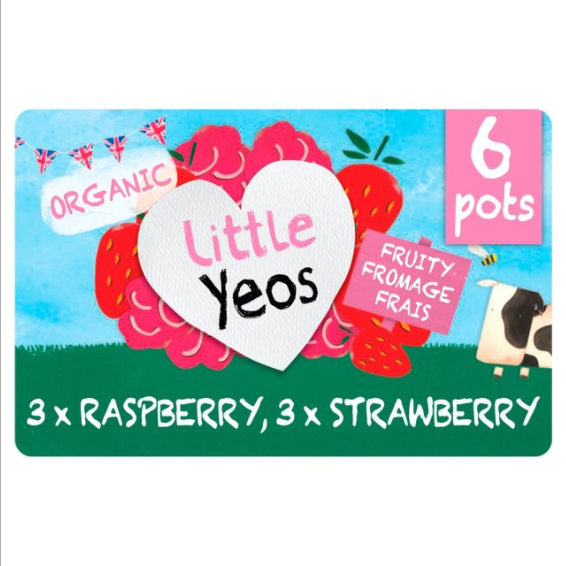 ORGANIC
little
yeos
6
pots
FRUITY
FROMAGE
FRAIS
3 x RASPBERRY, 3 x STRAWBERRY